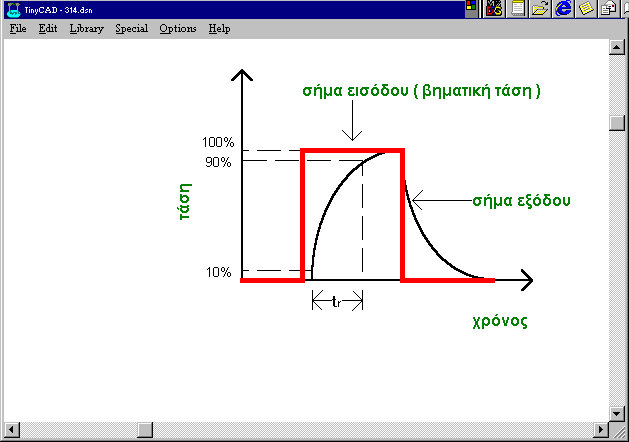 TinyCAD - 314.dsn
File Edit Library Special Options Help
σήμα εισόδου ( βηματική τάση )
100%
90%
τάση
σήμα εξόδου
10%
tr
χρόνος